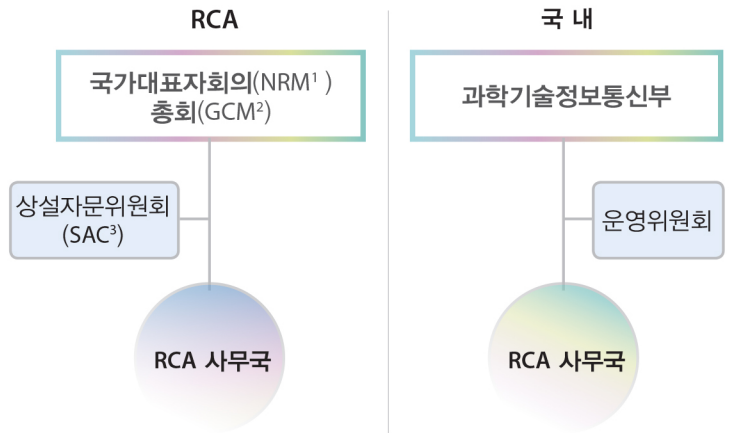 RCA
국가대표자회의(NRM¹ )
총회(GCM²)
상설자문위원회
(SAC³)
RCA 사무국
국 내
과학기술정보통신부
운영위원회
RCA 사무국